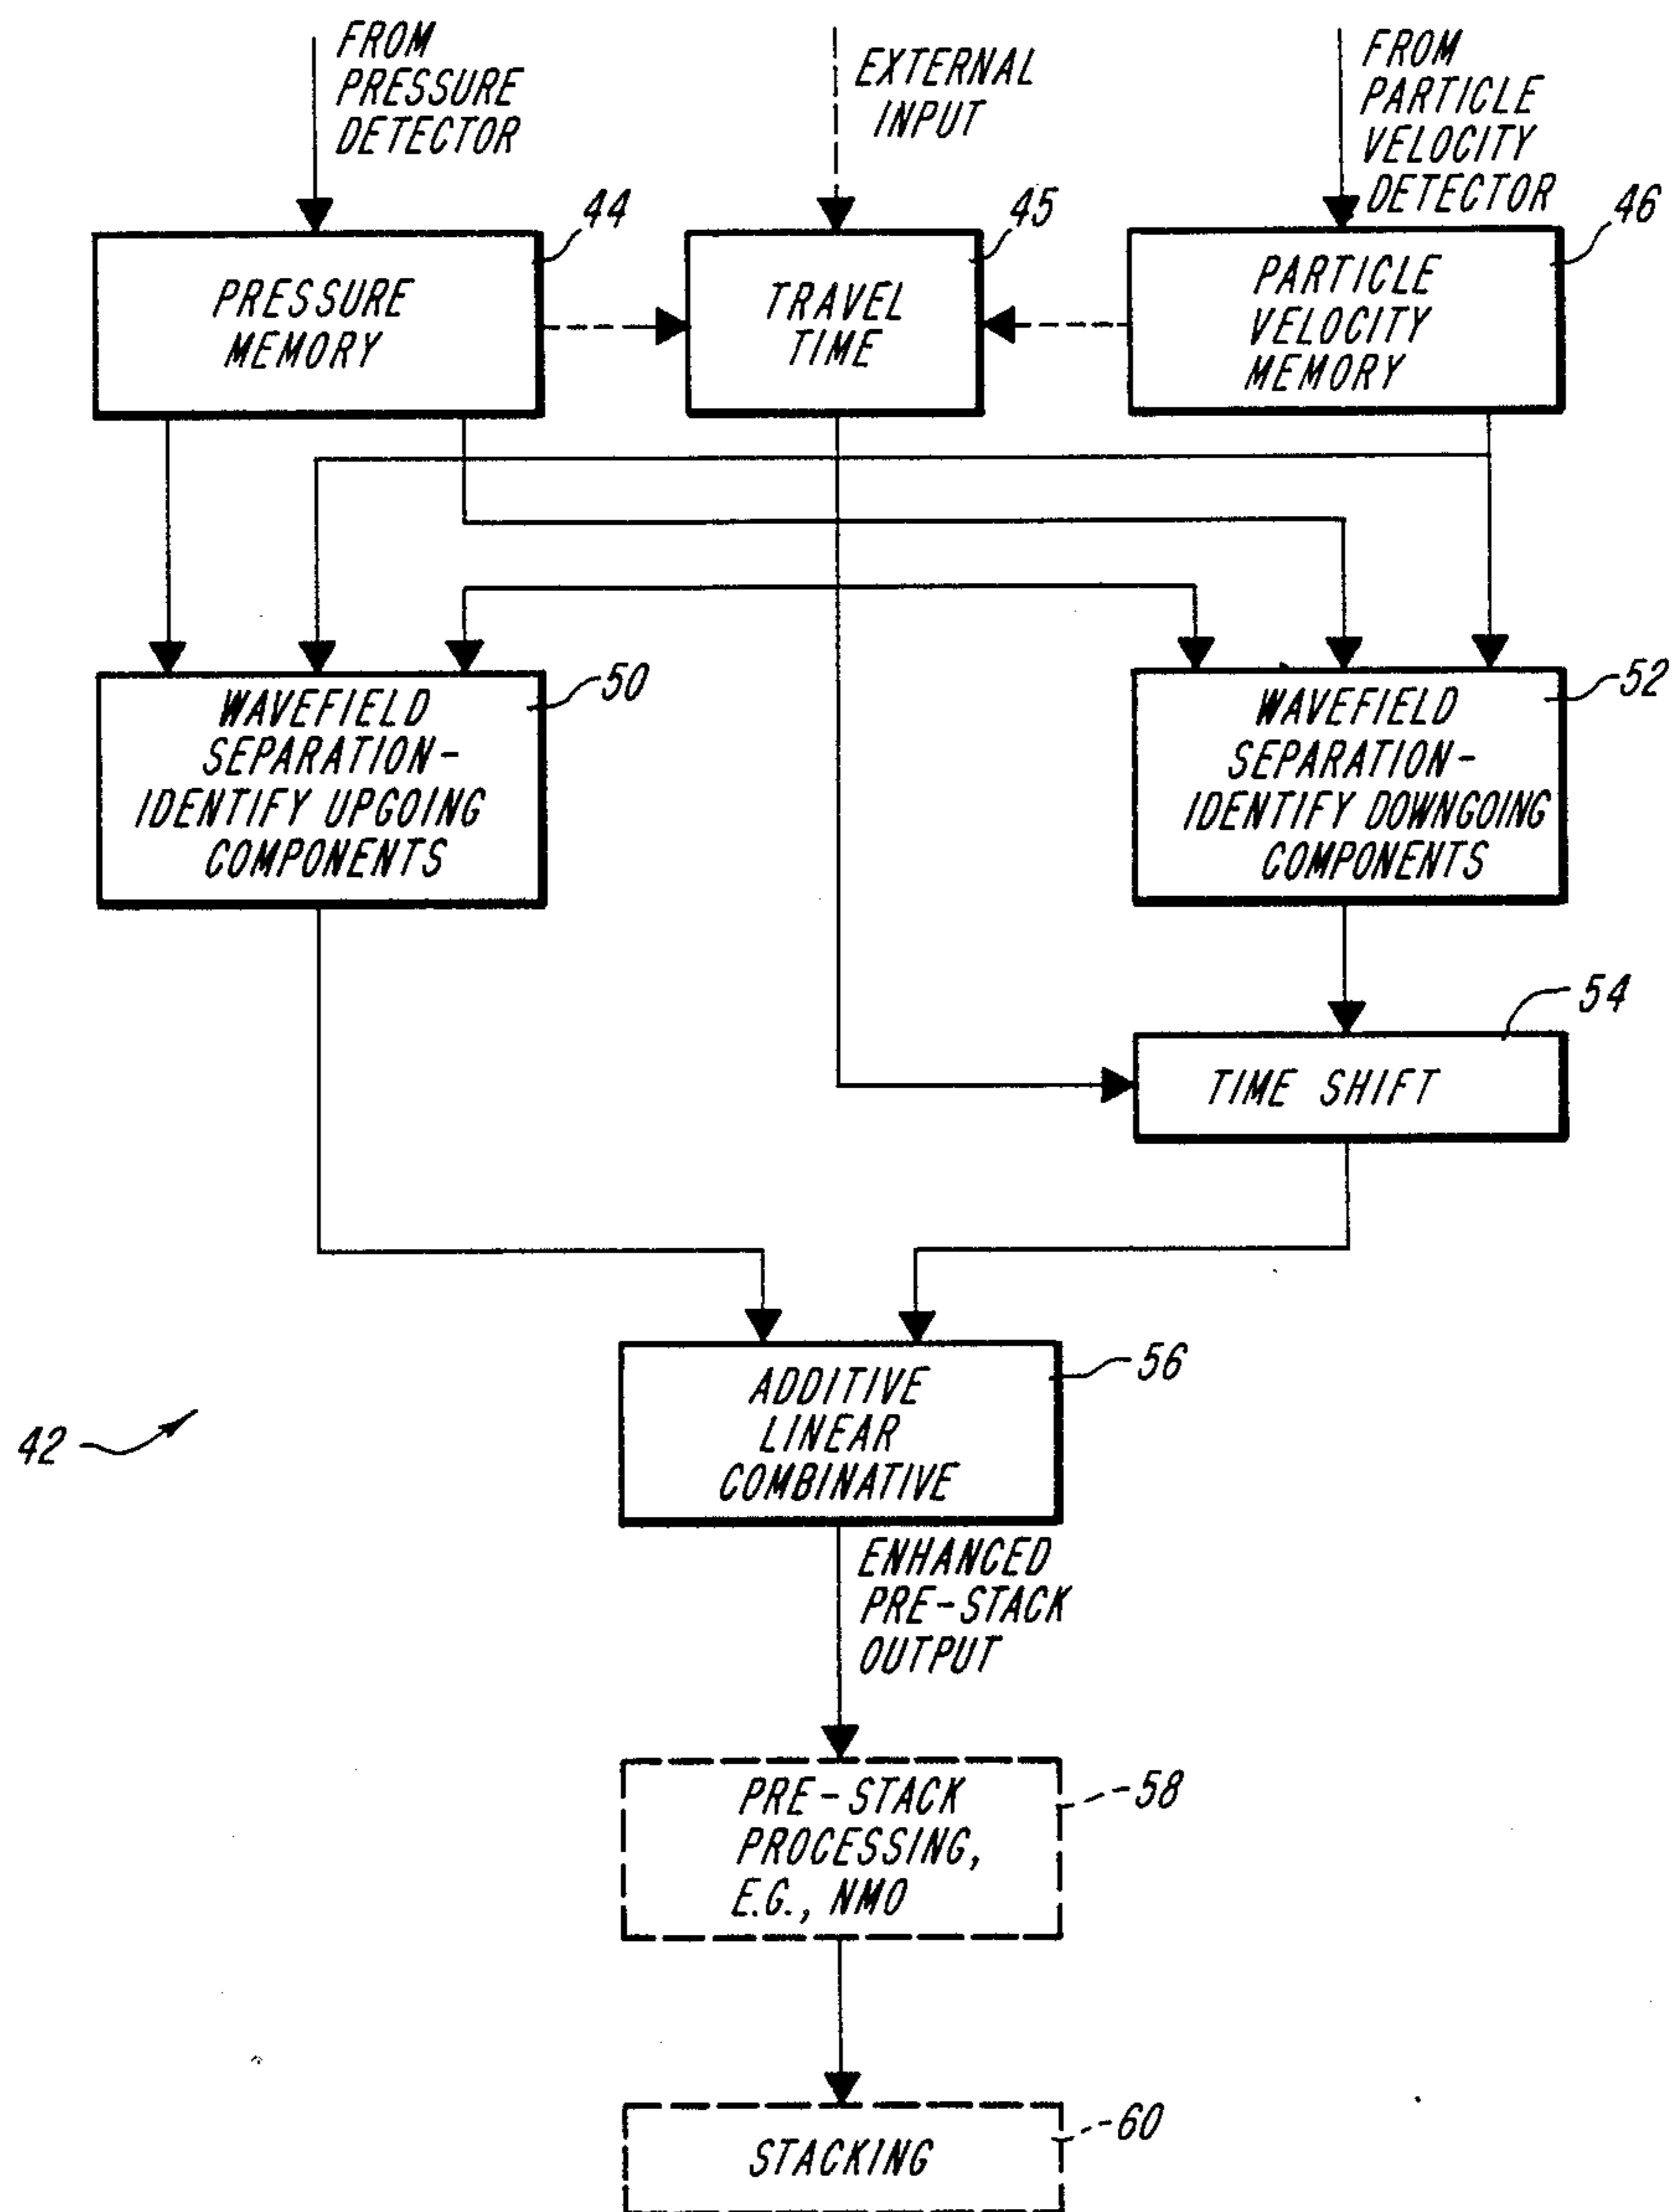 FROM
PRESSURE
DETECTOR
EXTERNAL
INPUT
FROM
PARTICLE
VELOCITY
DETECTOR
44
45
46
PRESSURE
MEMORY
TRAVEL
TIME
PARTICLE
VELOCITY
MEMORY
50
WAVEFIELD
SEPARATION-
IDENTIFY UPGOING
COMPONENTS
52
WAVEFIELD
SEPARATION-
IDENTIFY DOWNGOING
COMPONENTS
54
TIME SHIFT
56
ADDITIVE
LINEAR
COMBINATIVE
42
ENHANCED
PRE-STACK
OUTPUT
58
PRE-STACK
PROCESSING,
E.G., NMO
60
STACKING